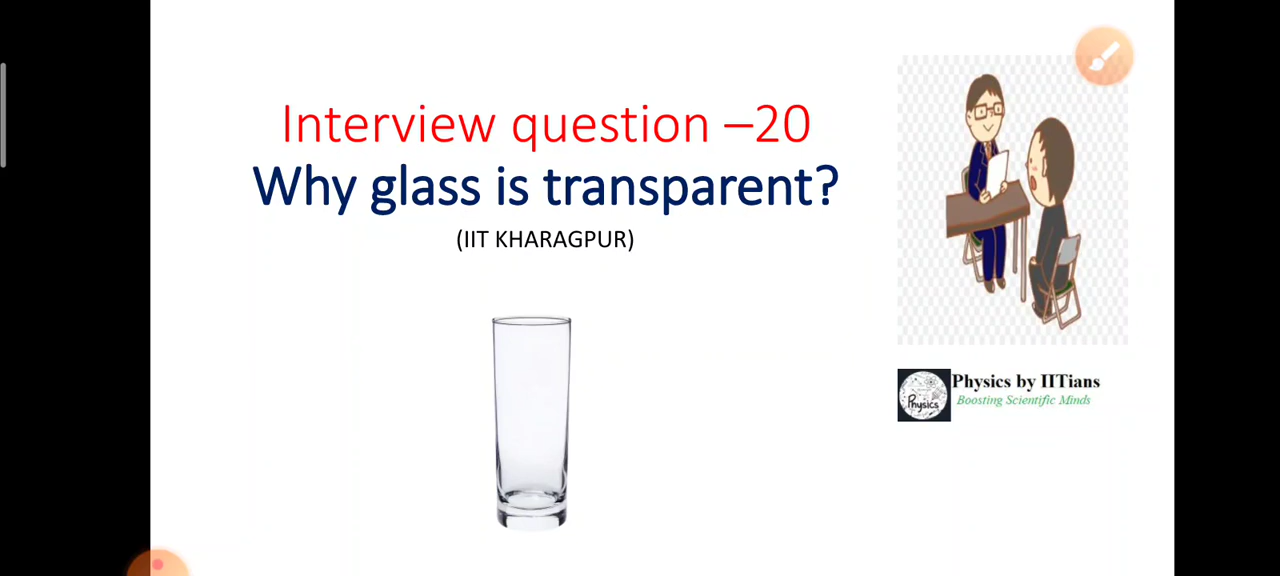 Interview question –20
Why glass is transparent?
(IIT KHARAGPUR)
Physics by IITians
Boosting Scientific Minds
Physics